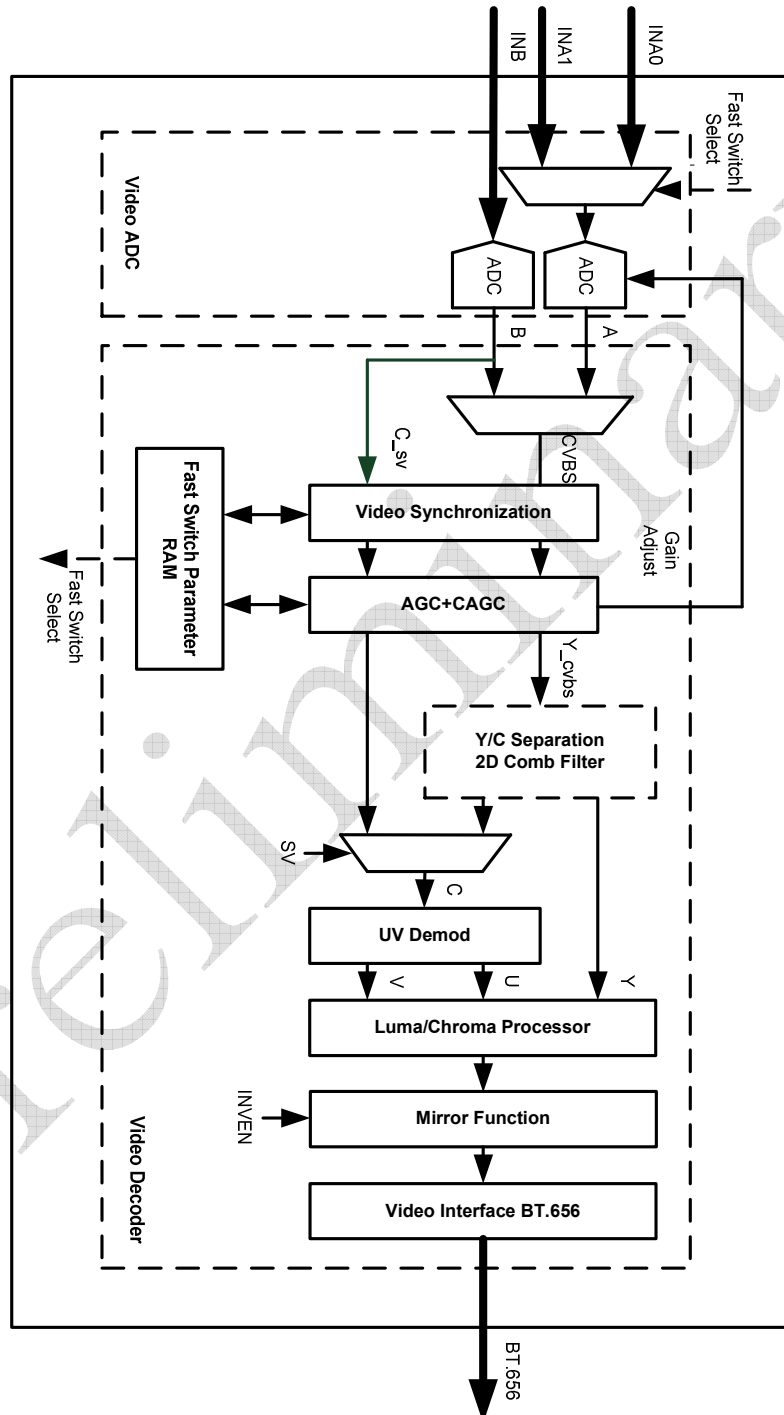 INB
INA1
INA0
Fast Switch
Select
Video ADC
ADC
ADC
B
A
C_sv
CVBS
Fast Switch Parameter
RAM
Video Synchronization
Gain
Adjust
Fast Switch
Select
AGC+CAGC
Y_cvbs
Y/C Separation
2D Comb Filter
SV
C
UV Demod
V
U
Y
Luma/Chroma Processor
INVEN
Mirror Function
Video Decoder
Video Interface BT.656
BT.656